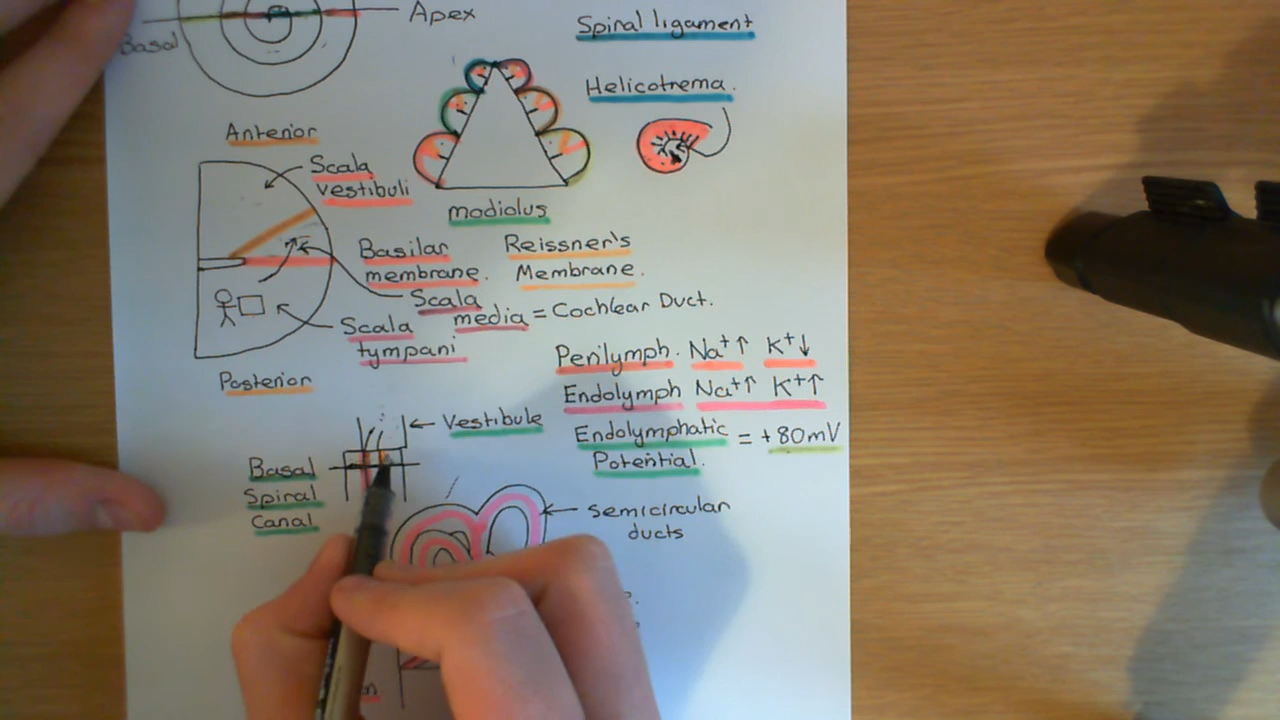 Apex
Basal
Spiral ligament
Helicotrema.
Anterior
Scala
vestibuli
modiolus
Basilar
membrane.
Reissner's
Membrane.
Scala
media = Cochlear Duct.
Scala
tympani
Posterior
Perilymph. Na+↑ K+↓
Endolymph Na+↑ K+↑
Endolymphatic = +80mV
Potential.
Vestibule
Basal
Spiral
Canal
semicircular
ducts